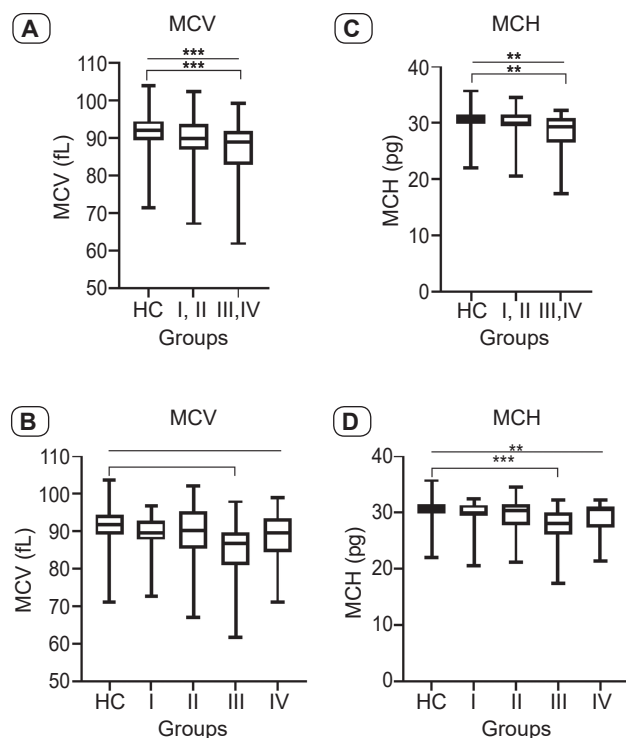 A
MCV
***
***
110
100
90
80
70
60
50
MCV (fL)
HC I, II III,IV
Groups
C
MCH
**
**
40
30
20
10
0
MCH (pg)
HC I, II III,IV
Groups
B
MCV
110
100
90
80
70
60
50
MCV (fL)
HC I II III IV
Groups
D
MCH
**
***
40
30
20
10
0
MCH (pg)
HC I II III IV
Groups